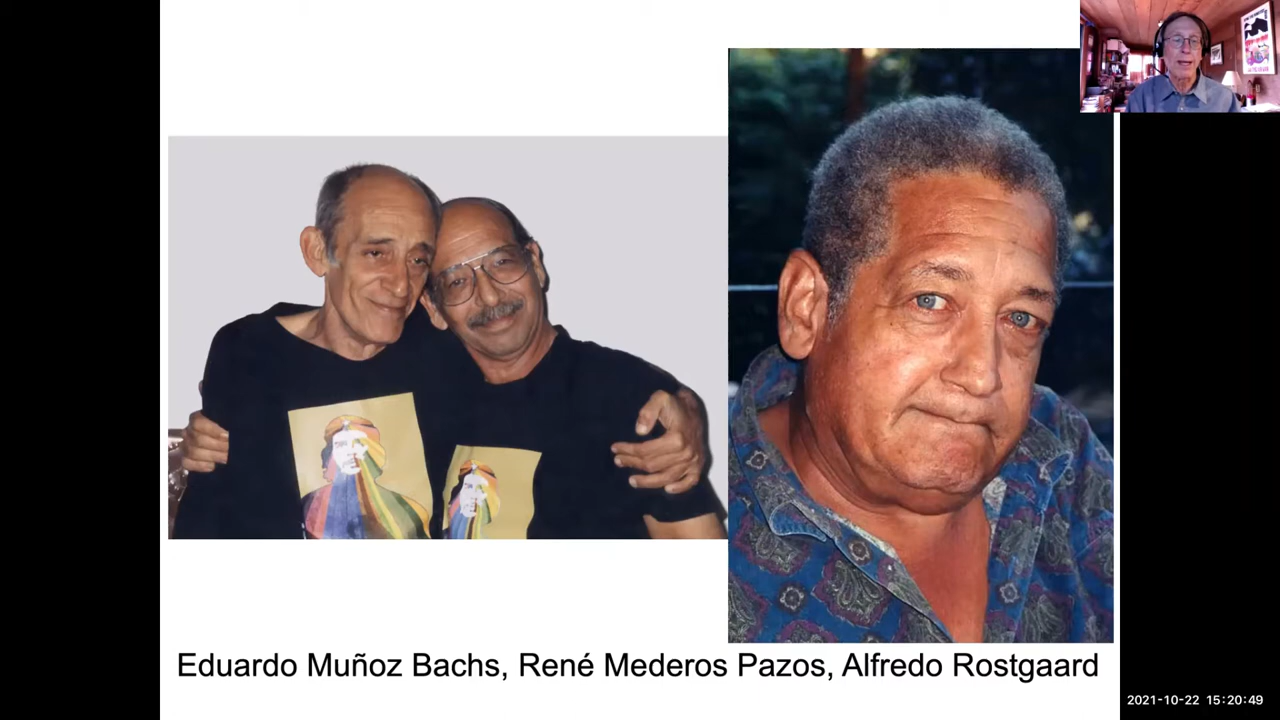 Eduardo Muñoz Bachs, René Mederos Pazos, Alfredo Rostgaard
2021-10-22 15:20:49